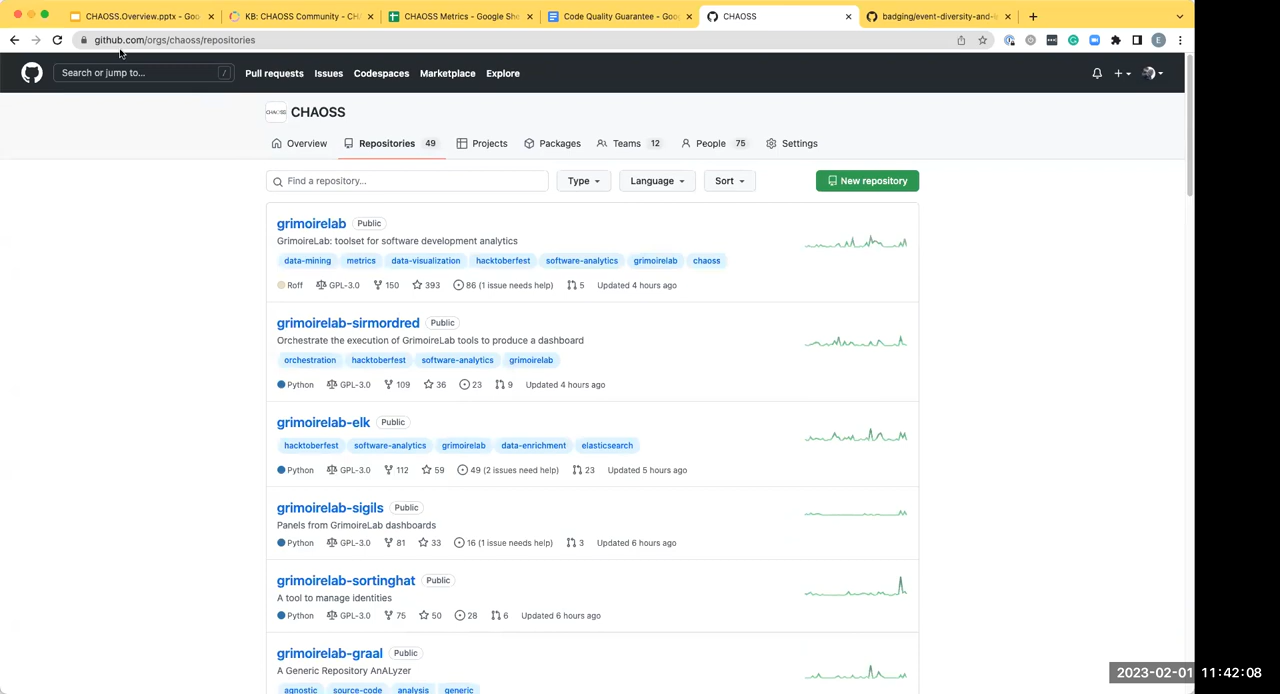 CHAOSS.Overview.pptx - Goo
KB: CHAOSS Community - CH
CHAOSS Metrics - Google She
Code Quality Guarantee - Goo
CHAOSS
badging/event-diversity-and-i
github.com/orgs/chaoss/repositories
E
Search or jump to...
/
Pull requests
Issues
Codespaces
Marketplace
Explore
CHAOSS
Overview
Repositories 49
Projects
Packages
Teams 12
People 75
Settings
Find a repository...
Type
Language
Sort
New repository
grimoirelab Public
GrimoireLab: toolset for software development analytics
data-mining metrics data-visualization hacktoberfest software-analytics grimoirelab chaoss
Roff GPL-3.0 150 393 86 (1 issue needs help) 5 Updated 4 hours ago
grimoirelab-sirmordred Public
Orchestrate the execution of GrimoireLab tools to produce a dashboard
orchestration hacktoberfest software-analytics grimoirelab
Python GPL-3.0 109 36 23 9 Updated 4 hours ago
grimoirelab-elk Public
hacktoberfest software-analytics grimoirelab data-enrichment elasticsearch
Python GPL-3.0 112 59 49 (2 issues need help) 23 Updated 5 hours ago
grimoirelab-sigils Public
Panels from GrimoireLab dashboards
Python GPL-3.0 81 33 16 (1 issue needs help) 3 Updated 6 hours ago
grimoirelab-sortinghat Public
A tool to manage identities
Python GPL-3.0 75 50 28 6 Updated 6 hours ago
grimoirelab-graal Public
A Generic Repository AnALyzer
agnostic source-code analysis generic
2023-02-01 11:42:08